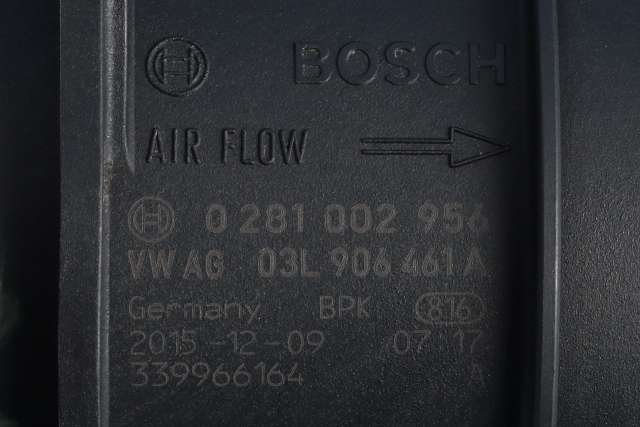 BOSCH
AIR FLOW
0 281 002 956
VW AG 03L 906 461 A
Germany BPK 816
2015-12-09 07 17
339966164 A